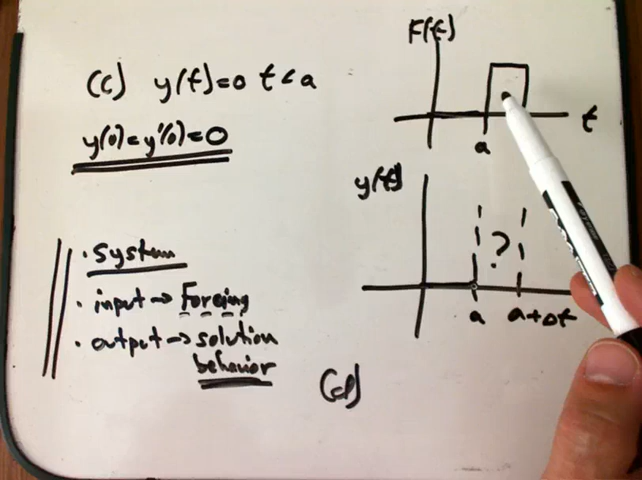 (c) y(t)=0 t<a
y(0)=y'(0)=0
· System
· input → Forcing
· output → solution
behavior
F(t)
t
a
y(t)
?
a
a+Δt
(d)